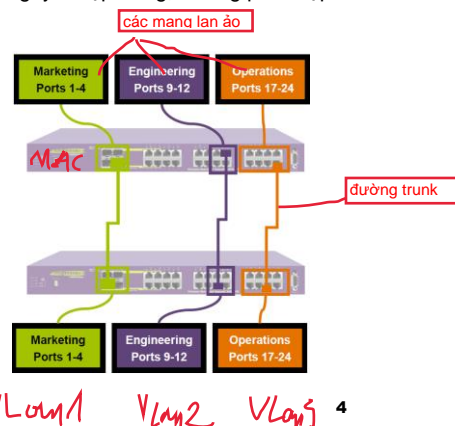 các mang lan ảo
Marketing
Ports 1-4
Engineering
Ports 9-12
Operations
Ports 17-24
MAC
đường trunk
Marketing
Ports 1-4
Engineering
Ports 9-12
Operations
Ports 17-24
4